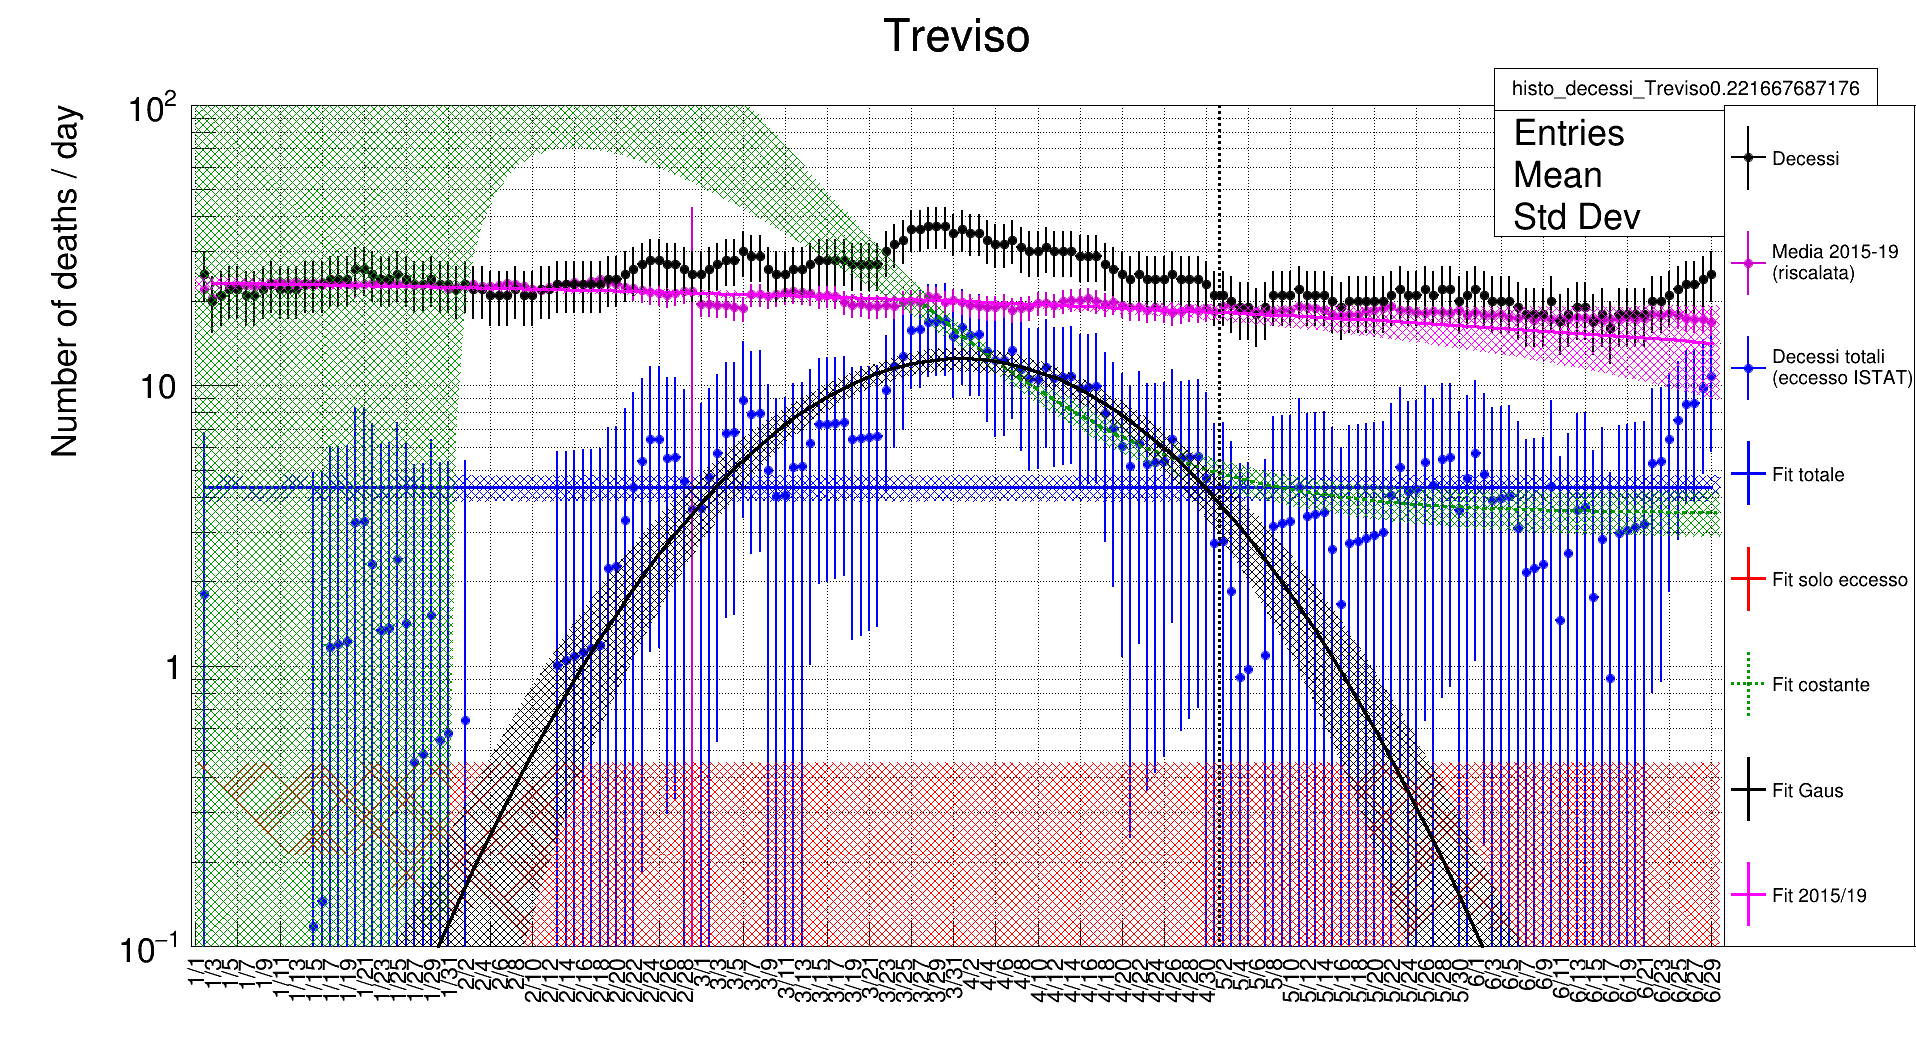 Treviso
histo_decessi_Treviso0.221667687176
Entries
Mean
Std Dev
Number of deaths / day
10²
10
1
10⁻¹
Decessi
Media 2015-19
(riscalata)
Decessi totali
(eccesso ISTAT)
Fit totale
Fit solo eccesso
Fit costante
Fit Gaus
Fit 2015/19
1/1 1/3 1/5 1/7 1/9 1/11 1/13 1/15 1/17 1/19 1/21 1/23 1/25 1/27 1/29 1/31 2/2 2/4 2/6 2/8 2/10 2/12 2/14 2/16 2/18 2/20 2/22 2/24 2/26 2/28 3/1 3/3 3/5 3/7 3/9 3/11 3/13 3/15 3/17 3/19 3/21 3/23 3/25 3/27 3/29 3/31 4/2 4/4 4/6 4/8 4/10 4/12 4/14 4/16 4/18 4/20 4/22 4/24 4/26 4/28 4/30 5/2 5/4 5/6 5/8 5/10 5/12 5/14 5/16 5/18 5/20 5/22 5/24 5/26 5/28 5/30 6/1 6/3 6/5 6/7 6/9 6/11 6/13 6/15 6/17 6/19 6/21 6/23 6/25 6/27 6/29